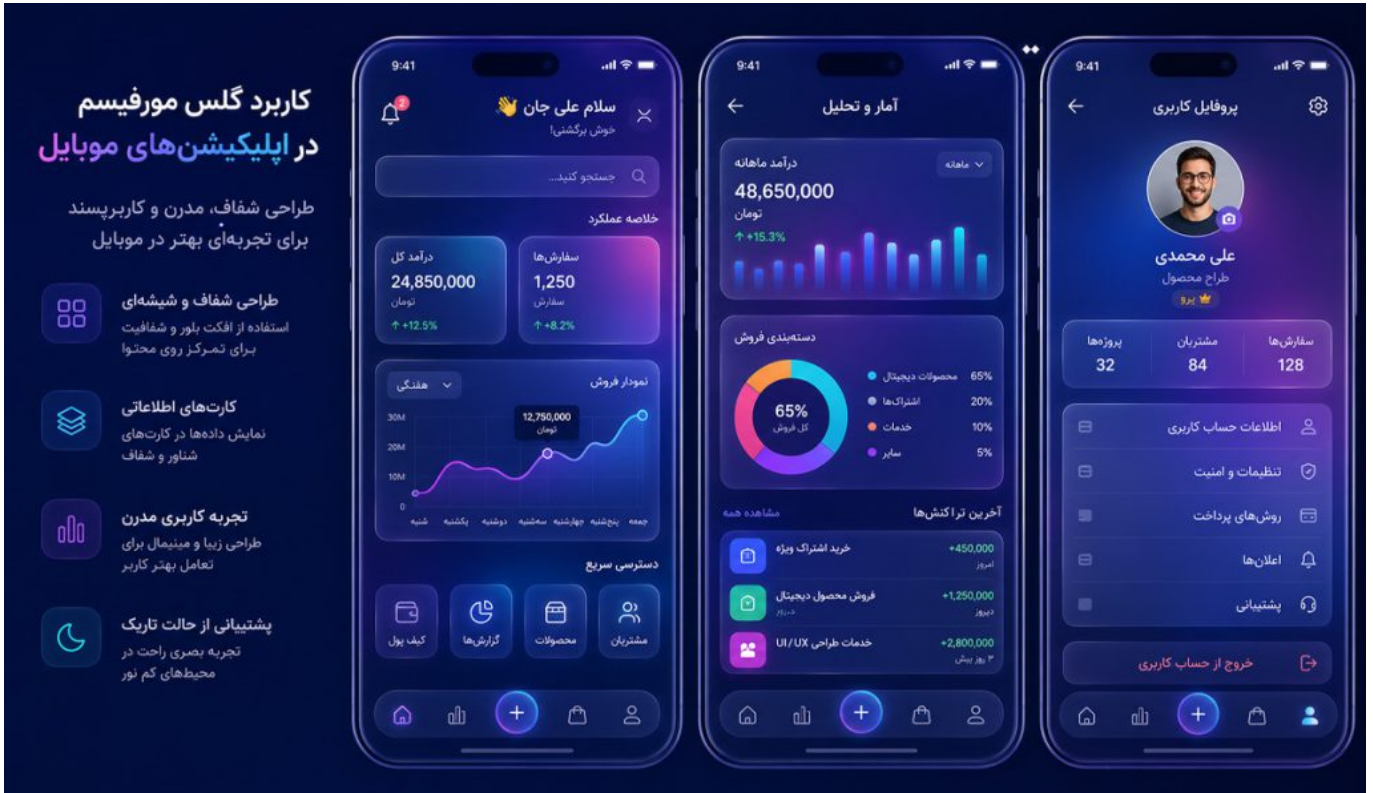 کاربرد گلس مورفیسم
در اپلیکیشن‌های موبایل
طراحی شفاف، مدرن و کاربرپسند
برای تجربه‌ای بهتر در موبایل
طراحی شفاف و شیشه‌ای
استفاده از افکت بلور و شفافیت
برای تمرکز روی محتوا
کارت‌های اطلاعاتی
نمایش داده‌ها در کارت‌های
شناور و شفاف
تجربه کاربری مدرن
طراحی زیبا و مینیمال برای
تعامل بهتر کاربر
پشتیبانی از حالت تاریک
تجربه بصری راحت در
محیط‌های کم نور
9:41
سلام علی جان 👋
خوش برگشتی!
2
جستجو کنید...
خلاصه عملکرد
سفارش‌ها
1,250
سفارش
↑ +8.2%
درآمد کل
24,850,000
تومان
↑ +12.5%
نمودار فروش
هفتگی
12,750,000
تومان
30M
20M
10M
0
شنبه یکشنبه دوشنبه سه‌شنبه چهارشنبه پنج‌شنبه جمعه
دسترسی سریع
مشتریان
محصولات
گزارش‌ها
کیف پول
9:41
آمار و تحلیل
درآمد ماهانه
ماهانه
48,650,000
تومان
↑ +15.3%
دسته‌بندی فروش
65%
کل فروش
محصولات دیجیتال 65%
اشتراک‌ها 20%
خدمات 10%
سایر 5%
آخرین تراکنش‌ها
مشاهده همه
خرید اشتراک ویژه
+450,000
امروز
فروش محصول دیجیتال
+1,250,000
دیروز
خدمات طراحی UI/UX
+2,800,000
۳ روز پیش
9:41
پروفایل کاربری
علی محمدی
طراح محصول
پرو
سفارش‌ها
128
مشتریان
84
پروژه‌ها
32
اطلاعات حساب کاربری
تنظیمات و امنیت
روش‌های پرداخت
اعلان‌ها
پشتیبانی
خروج از حساب کاربری